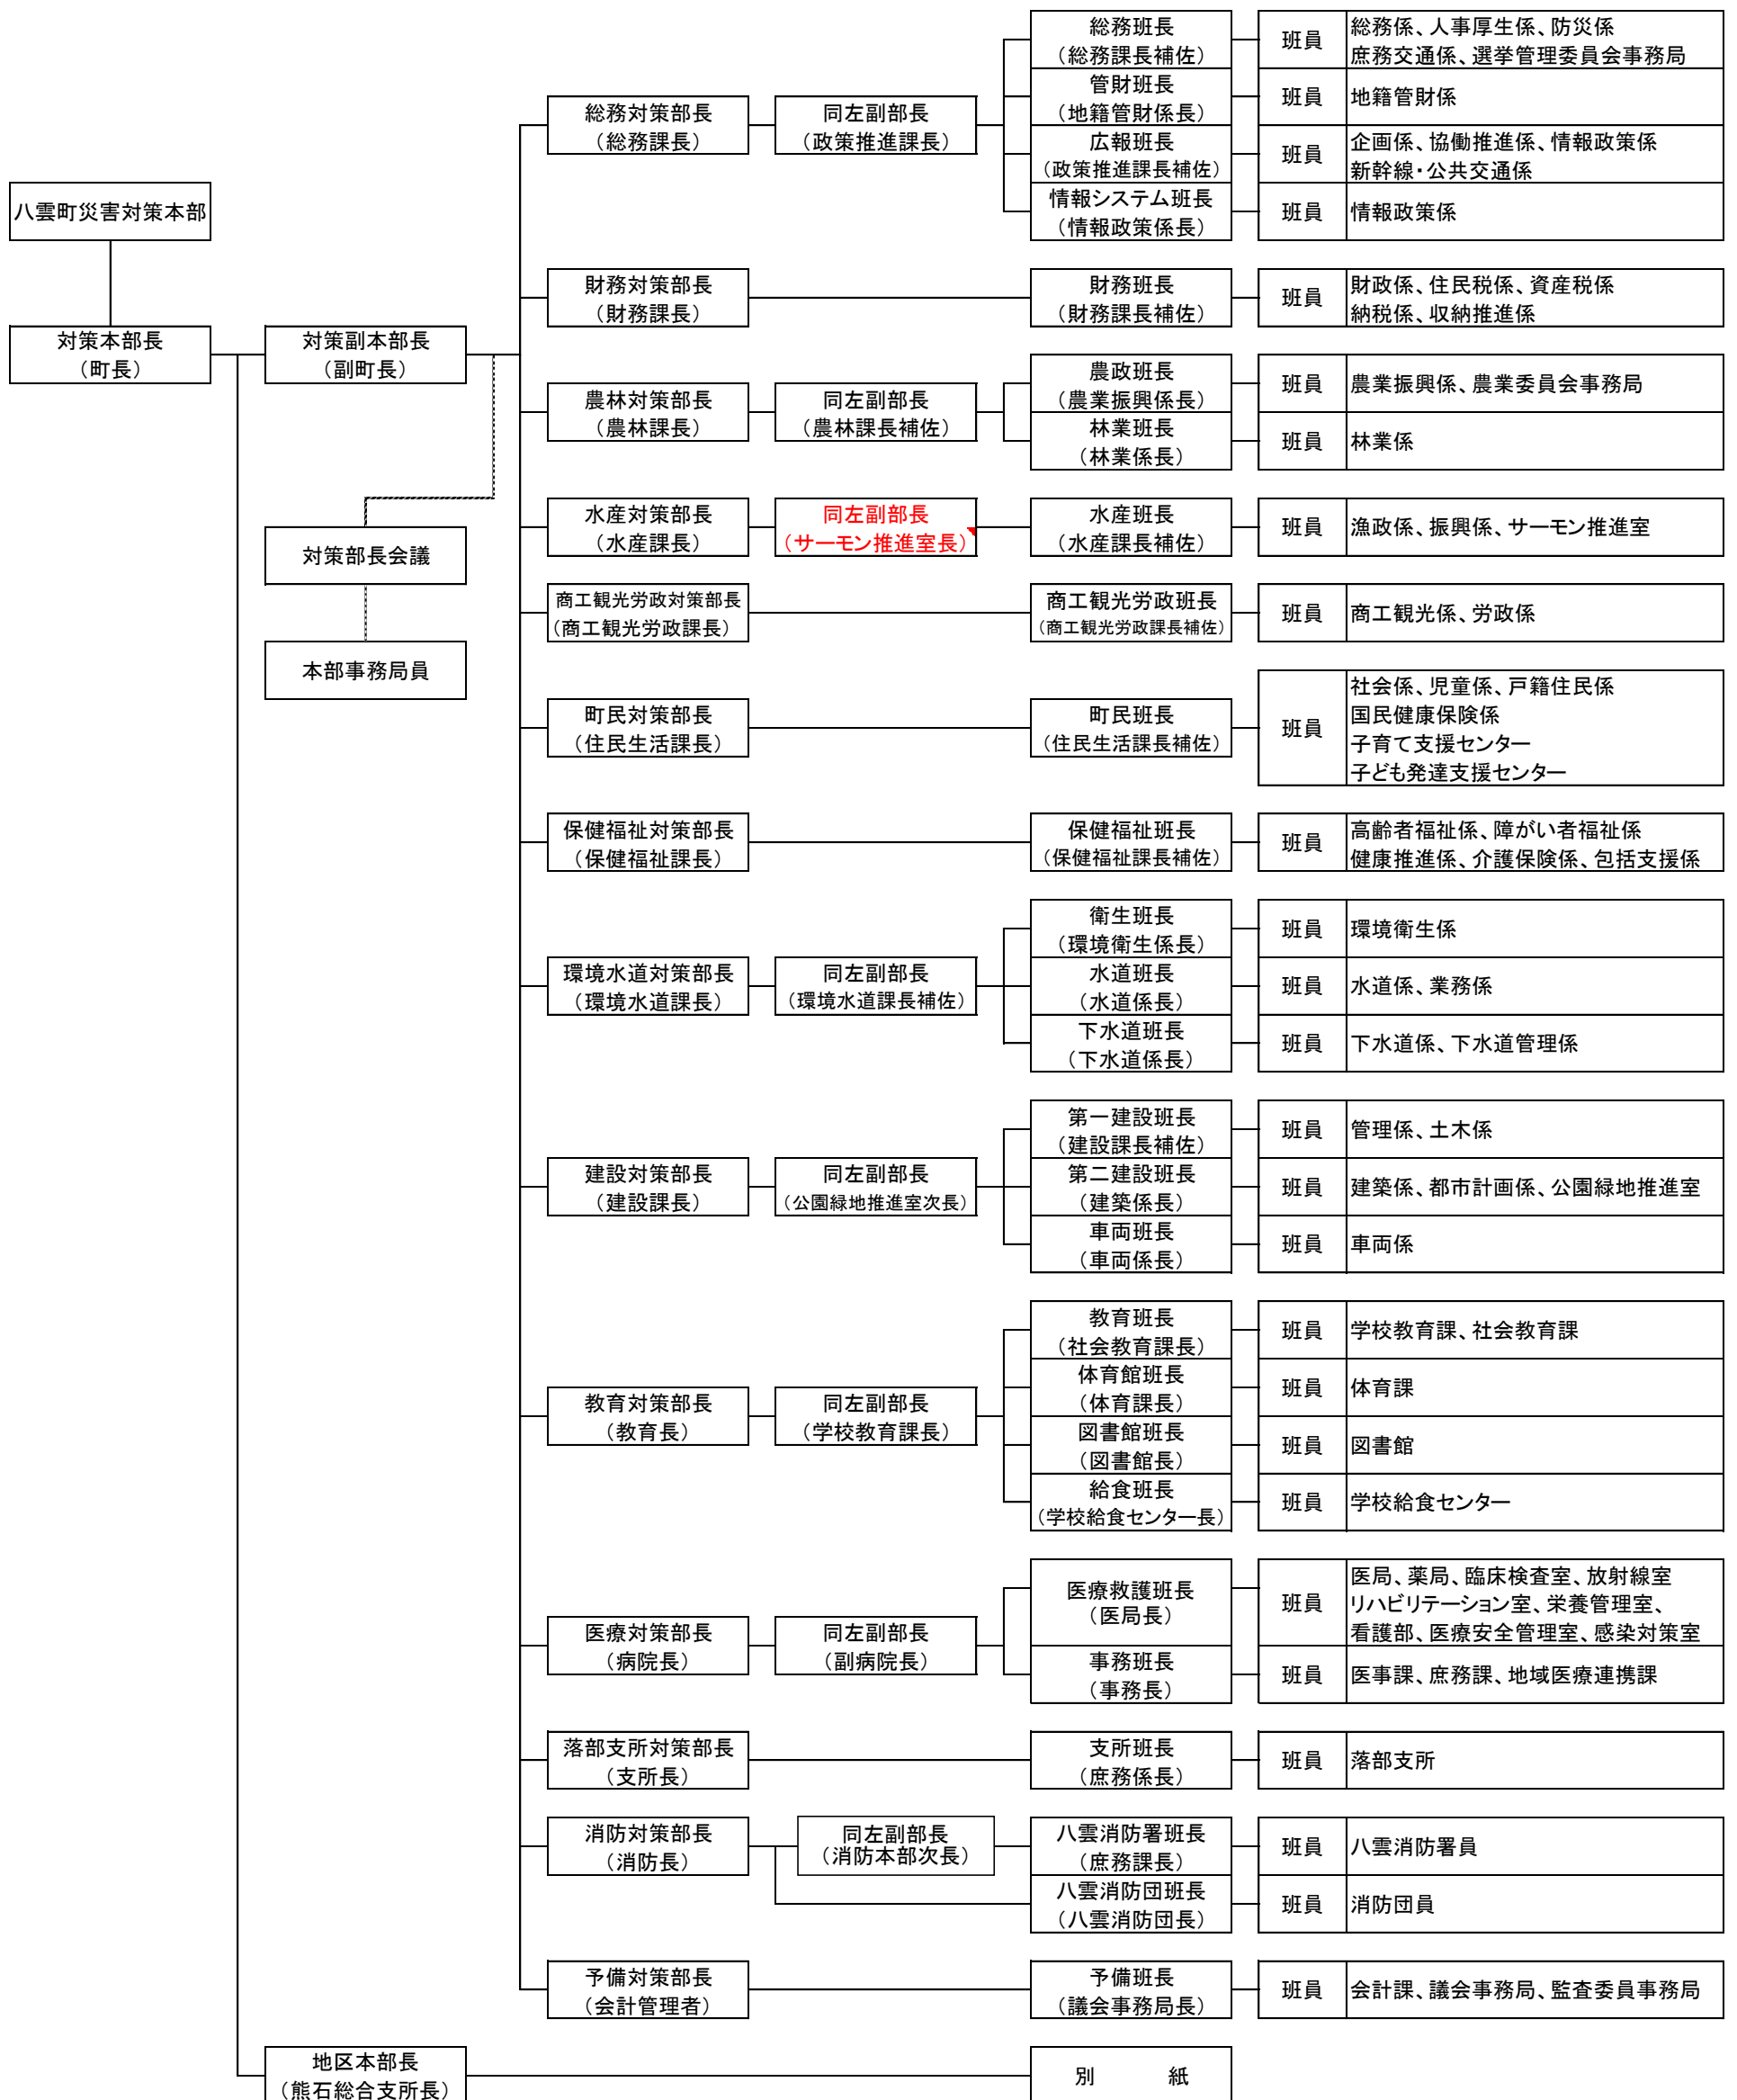 八雲町災害対策本部
対策本部長
（町長）
対策副本部長
（副町長）
対策部長会議
本部事務局員
総務対策部長
（総務課長）
同左副部長
（政策推進課長）
総務班長
（総務課長補佐）
班員
総務係、人事厚生係、防災係
庶務交通係、選挙管理委員会事務局
管財班長
（地籍管財係長）
班員
地籍管財係
広報班長
（政策推進課長補佐）
班員
企画係、協働推進係、情報政策係
新幹線・公共交通係
情報システム班長
（情報政策係長）
班員
情報政策係
財務対策部長
（財務課長）
財務班長
（財務課長補佐）
班員
財政係、住民税係、資産税係
納税係、収納推進係
農林対策部長
（農林課長）
同左副部長
（農林課長補佐）
農政班長
（農業振興係長）
班員
農業振興係、農業委員会事務局
林業班長
（林業係長）
班員
林業係
水産対策部長
（水産課長）
同左副部長
（サーモン推進室長）
水産班長
（水産課長補佐）
班員
漁政係、振興係、サーモン推進室
商工観光労政対策部長
（商工観光労政課長）
商工観光労政班長
（商工観光労政課長補佐）
班員
商工観光係、労政係
町民対策部長
（住民生活課長）
町民班長
（住民生活課長補佐）
班員
社会係、児童係、戸籍住民係
国民健康保険係
子育て支援センター
子ども発達支援センター
保健福祉対策部長
（保健福祉課長）
保健福祉班長
（保健福祉課長補佐）
班員
高齢者福祉係、障がい者福祉係
健康推進係、介護保険係、包括支援係
環境水道対策部長
（環境水道課長）
同左副部長
（環境水道課長補佐）
衛生班長
（環境衛生係長）
班員
環境衛生係
水道班長
（水道係長）
班員
水道係、業務係
下水道班長
（下水道係長）
班員
下水道係、下水道管理係
建設対策部長
（建設課長）
同左副部長
（公園緑地推進室次長）
第一建設班長
（建設課長補佐）
班員
管理係、土木係
第二建設班長
（建築係長）
班員
建築係、都市計画係、公園緑地推進室
車両班長
（車両係長）
班員
車両係
教育対策部長
（教育長）
同左副部長
（学校教育課長）
教育班長
（社会教育課長）
班員
学校教育課、社会教育課
体育館班長
（体育課長）
班員
体育課
図書館班長
（図書館長）
班員
図書館
給食班長
（学校給食センター長）
班員
学校給食センター
医療対策部長
（病院長）
同左副部長
（副病院長）
医療救護班長
（医局長）
班員
医局、薬局、臨床検査室、放射線室
リハビリテーション室、栄養管理室、
看護部、医療安全管理室、感染対策室
事務班長
（事務長）
班員
医事課、庶務課、地域医療連携課
落部支所対策部長
（支所長）
支所班長
（庶務係長）
班員
落部支所
消防対策部長
（消防長）
同左副部長
（消防本部次長）
八雲消防署班長
（庶務課長）
班員
八雲消防署員
八雲消防団班長
（八雲消防団長）
班員
消防団員
予備対策部長
（会計管理者）
予備班長
（議会事務局長）
班員
会計課、議会事務局、監査委員事務局
地区本部長
（熊石総合支所長）
別　　　紙